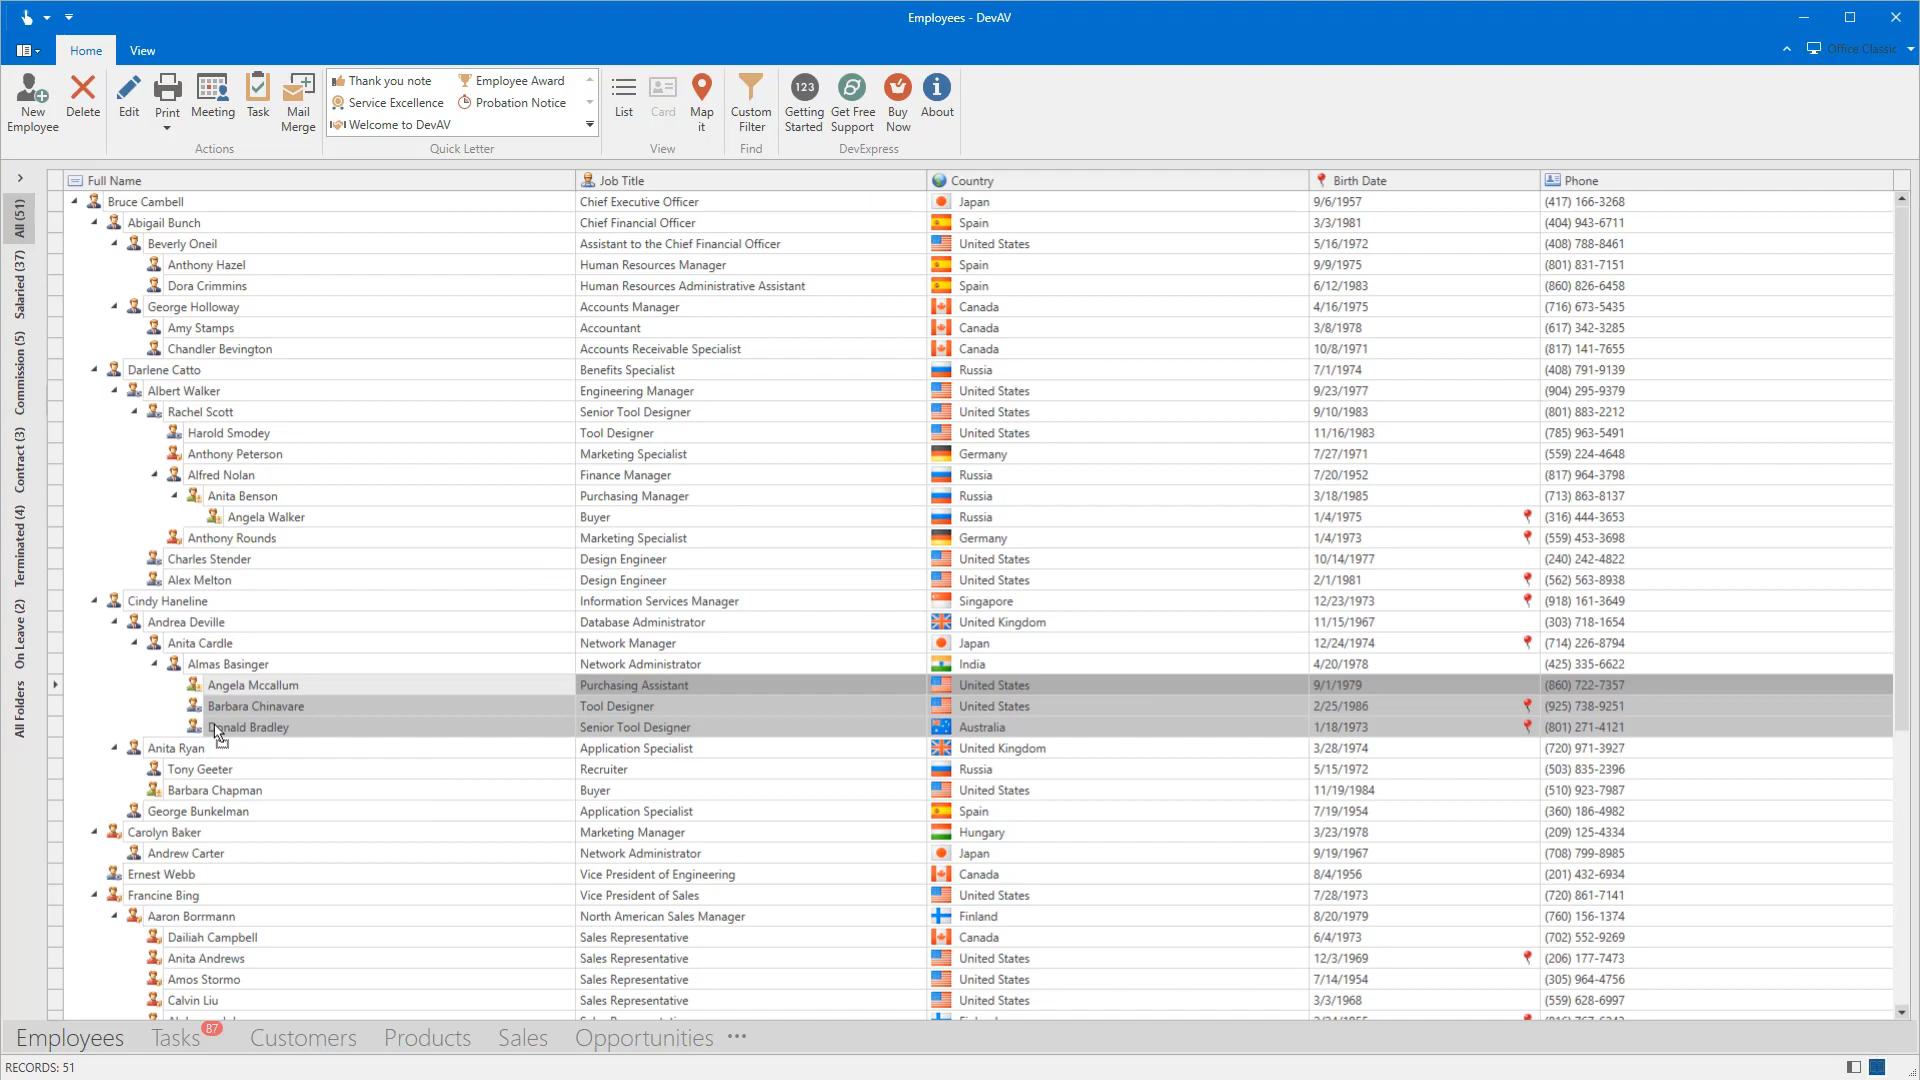 Employees - DevAV
Home View
Office Classic
New Employee
Delete
Edit
Print
Meeting
Task
Mail Merge
Thank you note Employee Award
Service Excellence Probation Notice
Welcome to DevAV
List
Card
Map it
Custom Filter
123
Getting Started
Get Free Support
Buy Now
About
Actions Quick Letter View Find DevExpress
All (51)
Salaried (37)
Commission (5)
Contract (3)
Terminated (4)
On Leave (2)
All Folders
Full Name Job Title Country Birth Date Phone
Bruce Cambell Chief Executive Officer Japan 9/6/1957 (417) 166-3268
Abigail Bunch Chief Financial Officer Spain 3/3/1981 (404) 943-6711
Beverly Oneil Assistant to the Chief Financial Officer United States 5/16/1972 (408) 788-8461
Anthony Hazel Human Resources Manager Spain 9/9/1975 (801) 831-7151
Dora Crimmins Human Resources Administrative Assistant Spain 6/12/1983 (860) 826-6458
George Holloway Accounts Manager Canada 4/16/1975 (716) 673-5435
Amy Stamps Accountant Canada 3/8/1978 (617) 342-3285
Chandler Bevington Accounts Receivable Specialist Canada 10/8/1971 (817) 141-7655
Darlene Catto Benefits Specialist Russia 7/1/1974 (408) 791-9139
Albert Walker Engineering Manager United States 9/23/1977 (904) 295-9379
Rachel Scott Senior Tool Designer United States 9/10/1983 (801) 883-2212
Harold Smodey Tool Designer United States 11/16/1983 (785) 963-5491
Anthony Peterson Marketing Specialist Germany 7/27/1971 (559) 224-4648
Alfred Nolan Finance Manager Russia 7/20/1952 (817) 964-3798
Anita Benson Purchasing Manager Russia 3/18/1985 (713) 863-8137
Angela Walker Buyer Russia 1/4/1975 (316) 444-3653
Anthony Rounds Marketing Specialist Germany 1/4/1973 (559) 453-3698
Charles Stender Design Engineer United States 10/14/1977 (240) 242-4822
Alex Melton Design Engineer United States 2/1/1981 (562) 563-8938
Cindy Haneline Information Services Manager Singapore 12/23/1973 (918) 161-3649
Andrea Deville Database Administrator United Kingdom 11/15/1967 (303) 718-1654
Anita Cardle Network Manager Japan 12/24/1974 (714) 226-8794
Almas Basinger Network Administrator India 4/20/1978 (425) 335-6622
Angela Mccallum Purchasing Assistant United States 9/1/1979 (860) 722-7357
Barbara Chinavare Tool Designer United States 2/25/1986 (925) 738-9251
Donald Bradley Senior Tool Designer Australia 1/18/1973 (801) 271-4121
Anita Ryan Application Specialist United Kingdom 3/28/1974 (720) 971-3927
Tony Geeter Recruiter Russia 5/15/1972 (503) 835-2396
Barbara Chapman Buyer United States 11/19/1984 (510) 923-7987
George Bunkelman Application Specialist Spain 7/19/1954 (360) 186-4982
Carolyn Baker Marketing Manager Hungary 3/23/1978 (209) 125-4334
Andrew Carter Network Administrator Japan 9/19/1967 (708) 799-8985
Ernest Webb Vice President of Engineering Canada 8/4/1956 (201) 432-6934
Francine Bing Vice President of Sales United States 7/28/1973 (720) 861-7141
Aaron Borrmann North American Sales Manager Finland 8/20/1979 (760) 156-1374
Dailiah Campbell Sales Representative Canada 6/4/1973 (702) 552-9269
Anita Andrews Sales Representative United States 12/3/1969 (206) 177-7473
Amos Stormo Sales Representative United States 7/14/1954 (305) 964-4756
Calvin Liu Sales Representative United States 3/3/1968 (559) 628-6997
Employees Tasks 87 Customers Products Sales Opportunities •••
RECORDS: 51